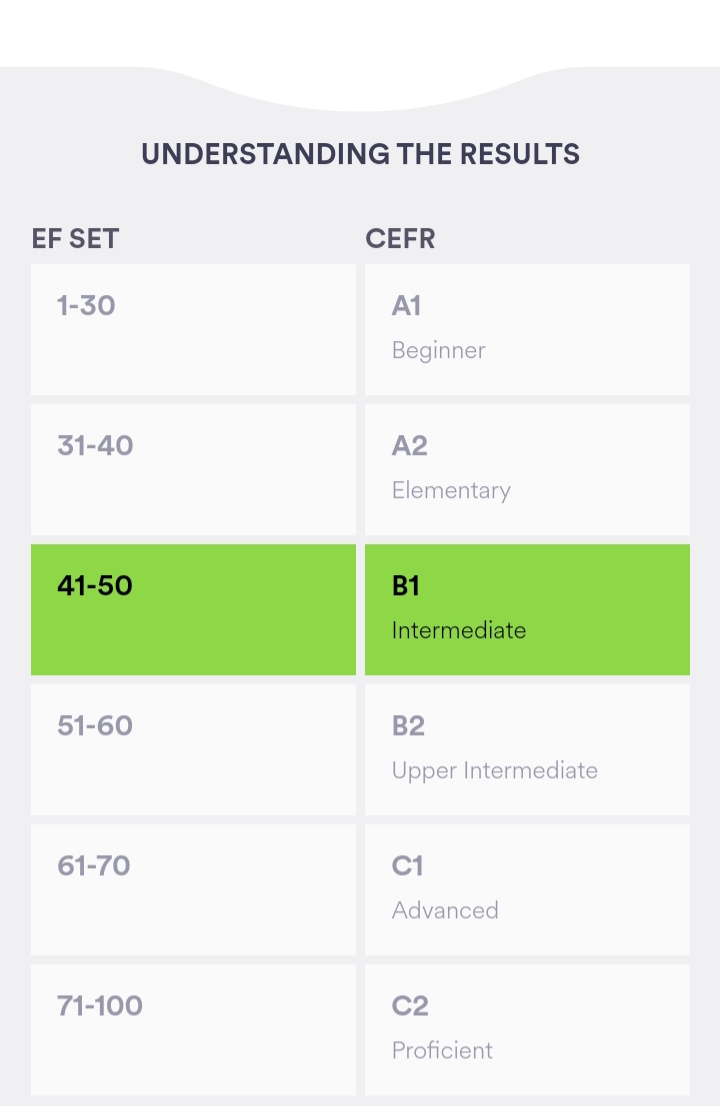 UNDERSTANDING THE RESULTS
EF SET CEFR
1-30 A1
Beginner
31-40 A2
Elementary
41-50 B1
Intermediate
51-60 B2
Upper Intermediate
61-70 C1
Advanced
71-100 C2
Proficient